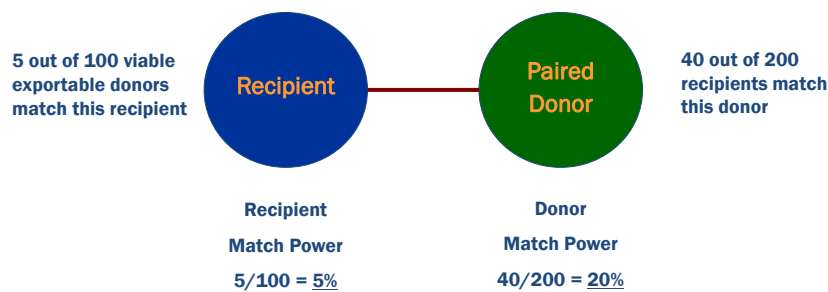 5 out of 100 viable
exportable donors
match this recipient
Recipient
Paired
Donor
40 out of 200
recipients match
this donor
Recipient
Match Power
5/100 = 5%
Donor
Match Power
40/200 = 20%